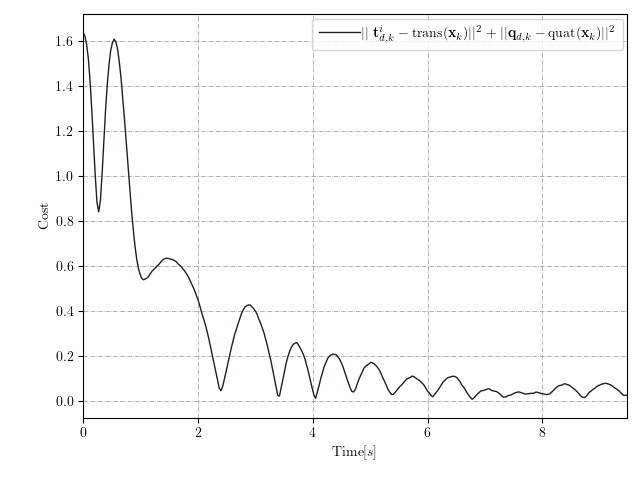 || t^i_{d,k} − trans(x_k)||² + ||q_{d,k} − quat(x_k)||²
1.6
1.4
1.2
1.0
0.8
0.6
0.4
0.2
0.0
Cost
0 2 4 6 8
Time[s]